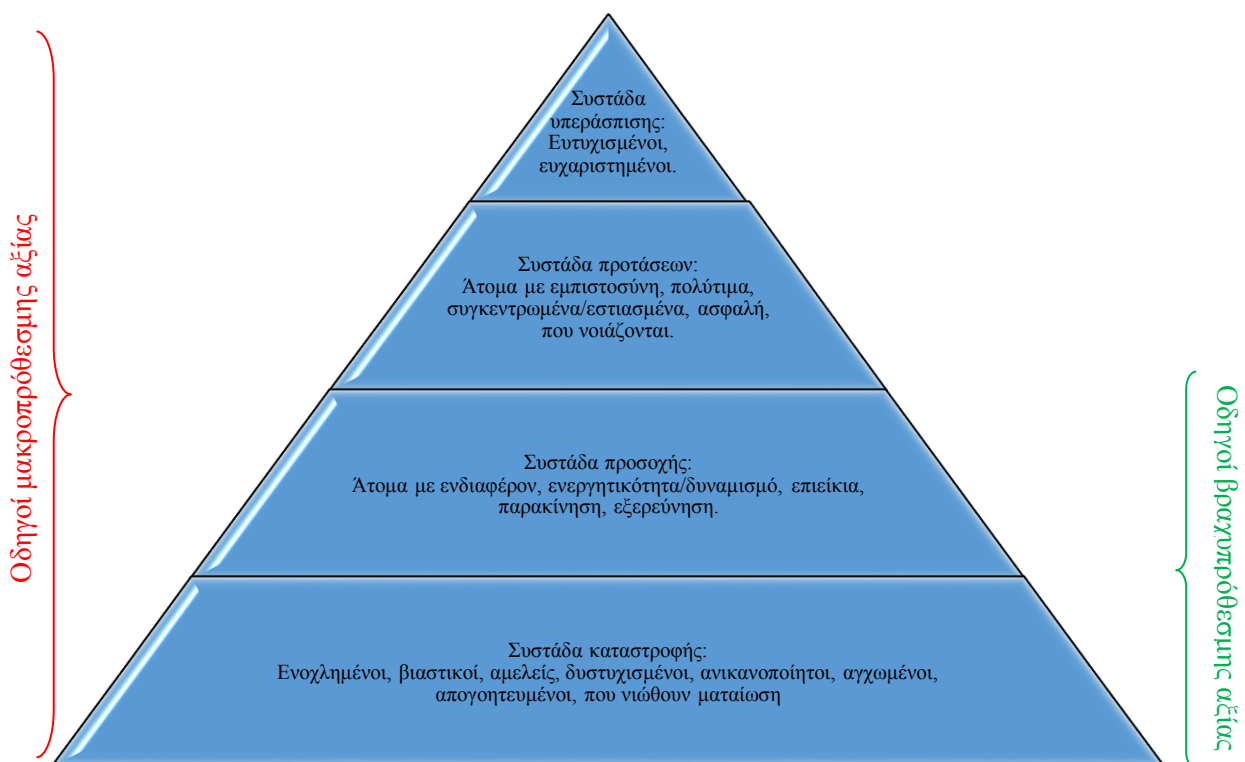 Οδηγοί μακροπρόθεσμης αξίας
Συστάδα
υπεράσπισης:
Ευτυχισμένοι,
ευχαριστημένοι.
Συστάδα προτάσεων:
Άτομα με εμπιστοσύνη, πολύτιμα,
συγκεντρωμένα/εστιασμένα, ασφαλή,
που νοιάζονται.
Συστάδα προσοχής:
Άτομα με ενδιαφέρον, ενεργητικότητα/δυναμισμό, επιείκια,
παρακίνηση, εξερεύνηση.
Συστάδα καταστροφής:
Ενοχλημένοι, βιαστικοί, αμελείς, δυστυχισμένοι, ανικανοποίητοι, αγχωμένοι,
απογοητευμένοι, που νιώθουν ματαίωση
Οδηγοί βραχυπρόθεσμης αξίας